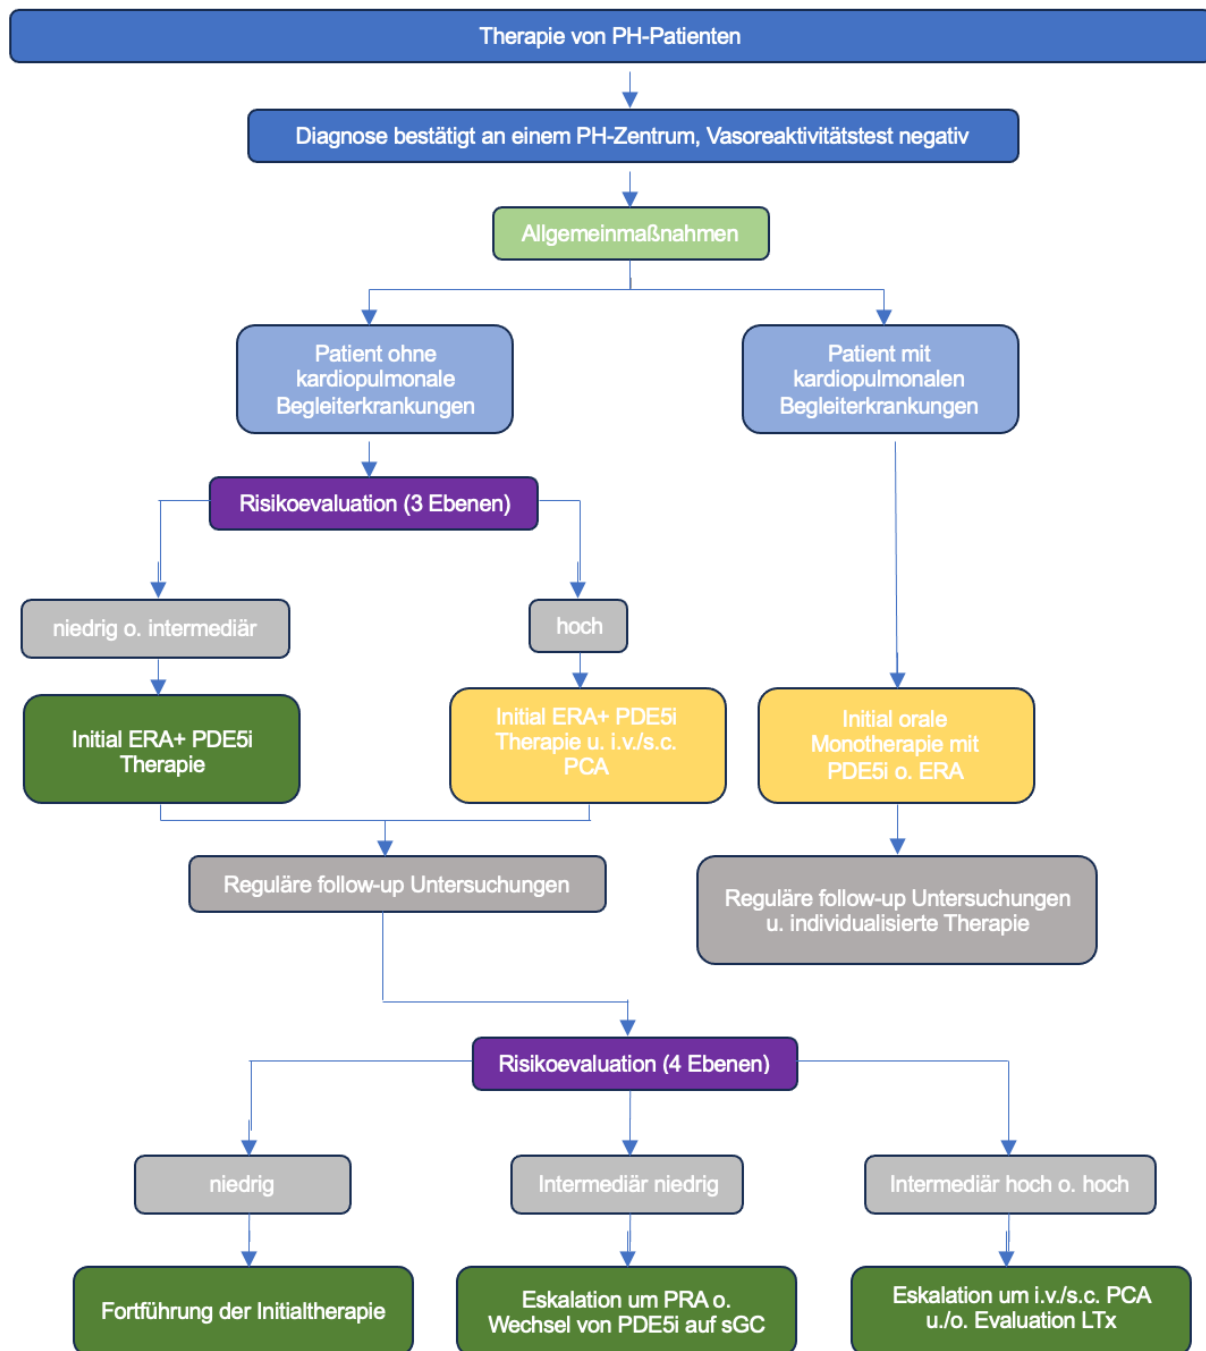 Therapie von PH-Patienten
Diagnose bestätigt an einem PH-Zentrum, Vasoreaktivitätstest negativ
Allgemeinmaßnahmen
Patient ohne
kardiopulmonale
Begleiterkrankungen
Patient mit
kardiopulmonalen
Begleiterkrankungen
Risikoevaluation (3 Ebenen)
niedrig o. intermediär
hoch
Initial ERA+ PDE5i
Therapie
Initial ERA+ PDE5i
Therapie u. i.v./s.c.
PCA
Initial orale
Monotherapie mit
PDE5i o. ERA
Reguläre follow-up Untersuchungen
Reguläre follow-up Untersuchungen
u. individualisierte Therapie
Risikoevaluation (4 Ebenen)
niedrig
Intermediär niedrig
Intermediär hoch o. hoch
Fortführung der Initialtherapie
Eskalation um PRA o.
Wechsel von PDE5i auf sGC
Eskalation um i.v./s.c. PCA
u./o. Evaluation LTx